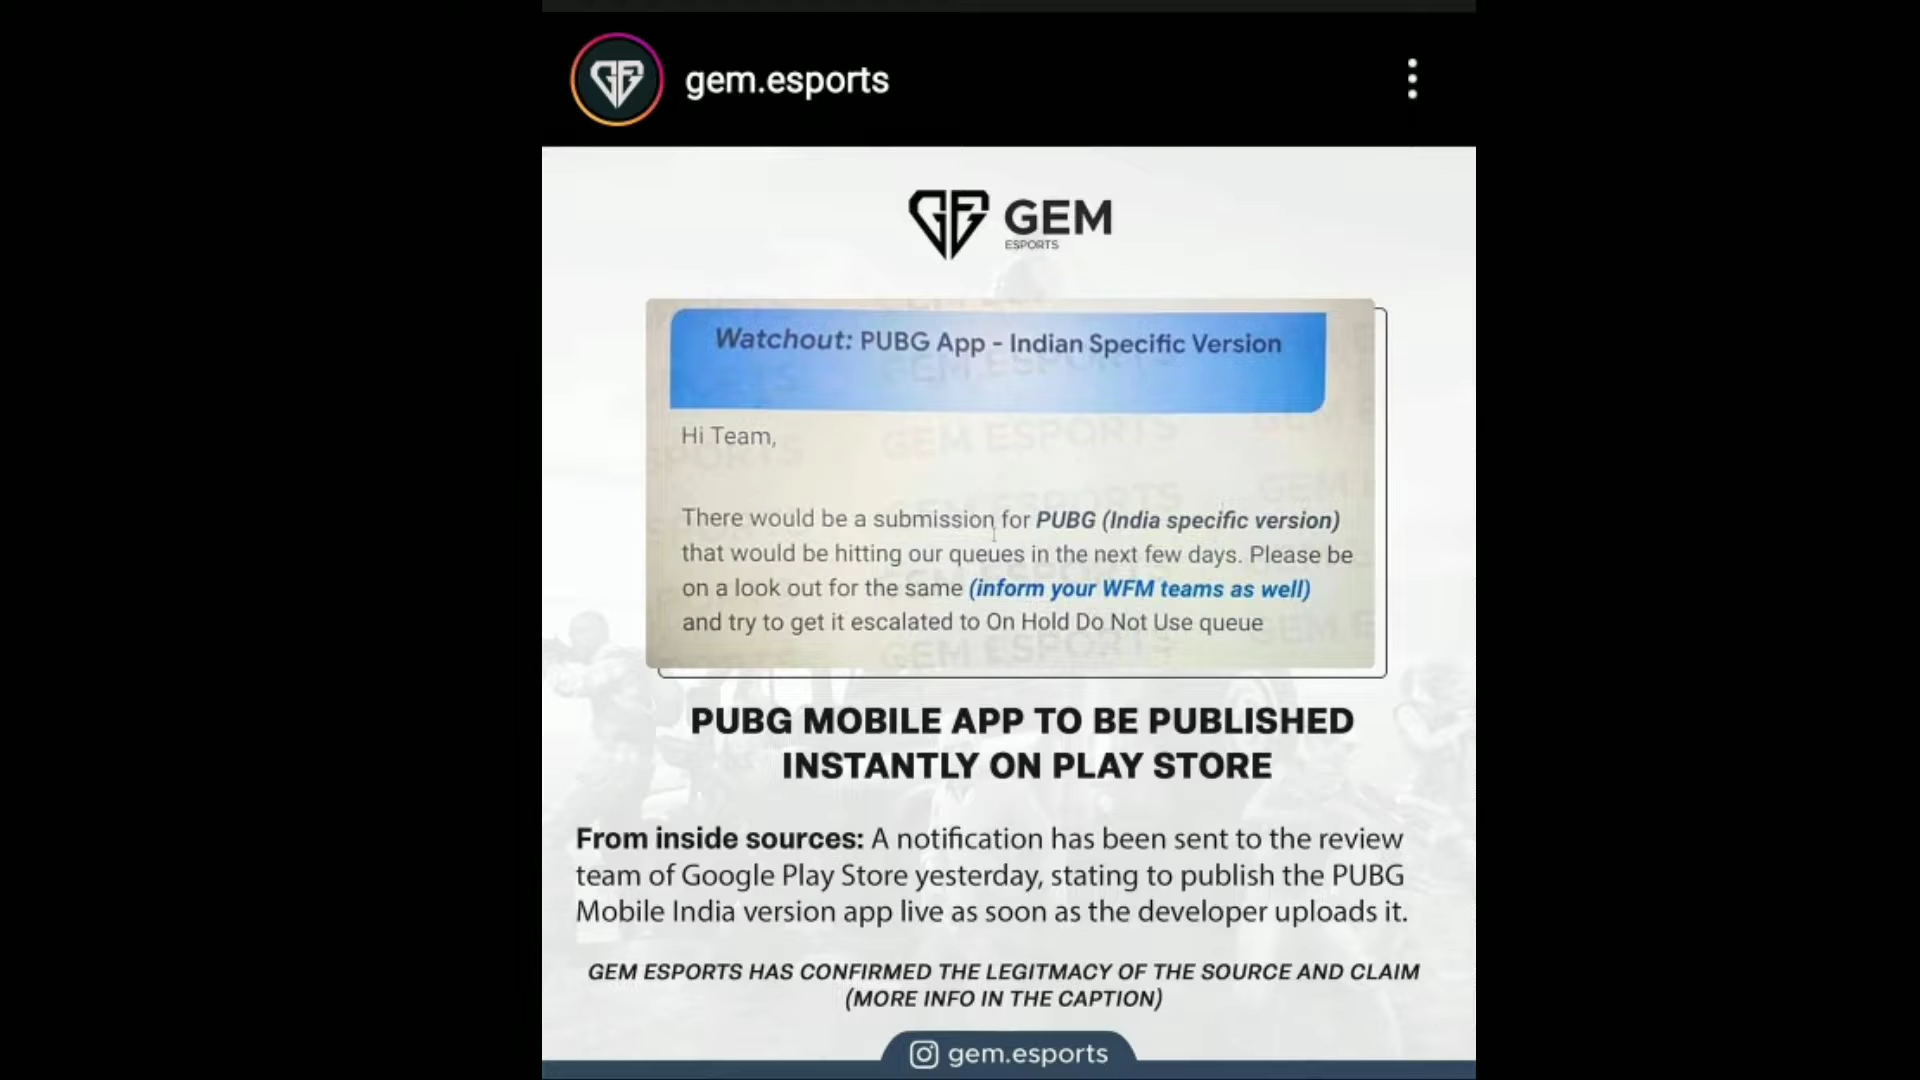 gem.esports
GEM
ESPORTS
Watchout: PUBG App - Indian Specific Version
Hi Team,
There would be a submission for PUBG (India specific version)
that would be hitting our queues in the next few days. Please be
on a look out for the same (inform your WFM teams as well)
and try to get it escalated to On Hold Do Not Use queue
PUBG MOBILE APP TO BE PUBLISHED
INSTANTLY ON PLAY STORE
From inside sources: A notification has been sent to the review
team of Google Play Store yesterday, stating to publish the PUBG
Mobile India version app live as soon as the developer uploads it.
GEM ESPORTS HAS CONFIRMED THE LEGITMACY OF THE SOURCE AND CLAIM
(MORE INFO IN THE CAPTION)
gem.esports